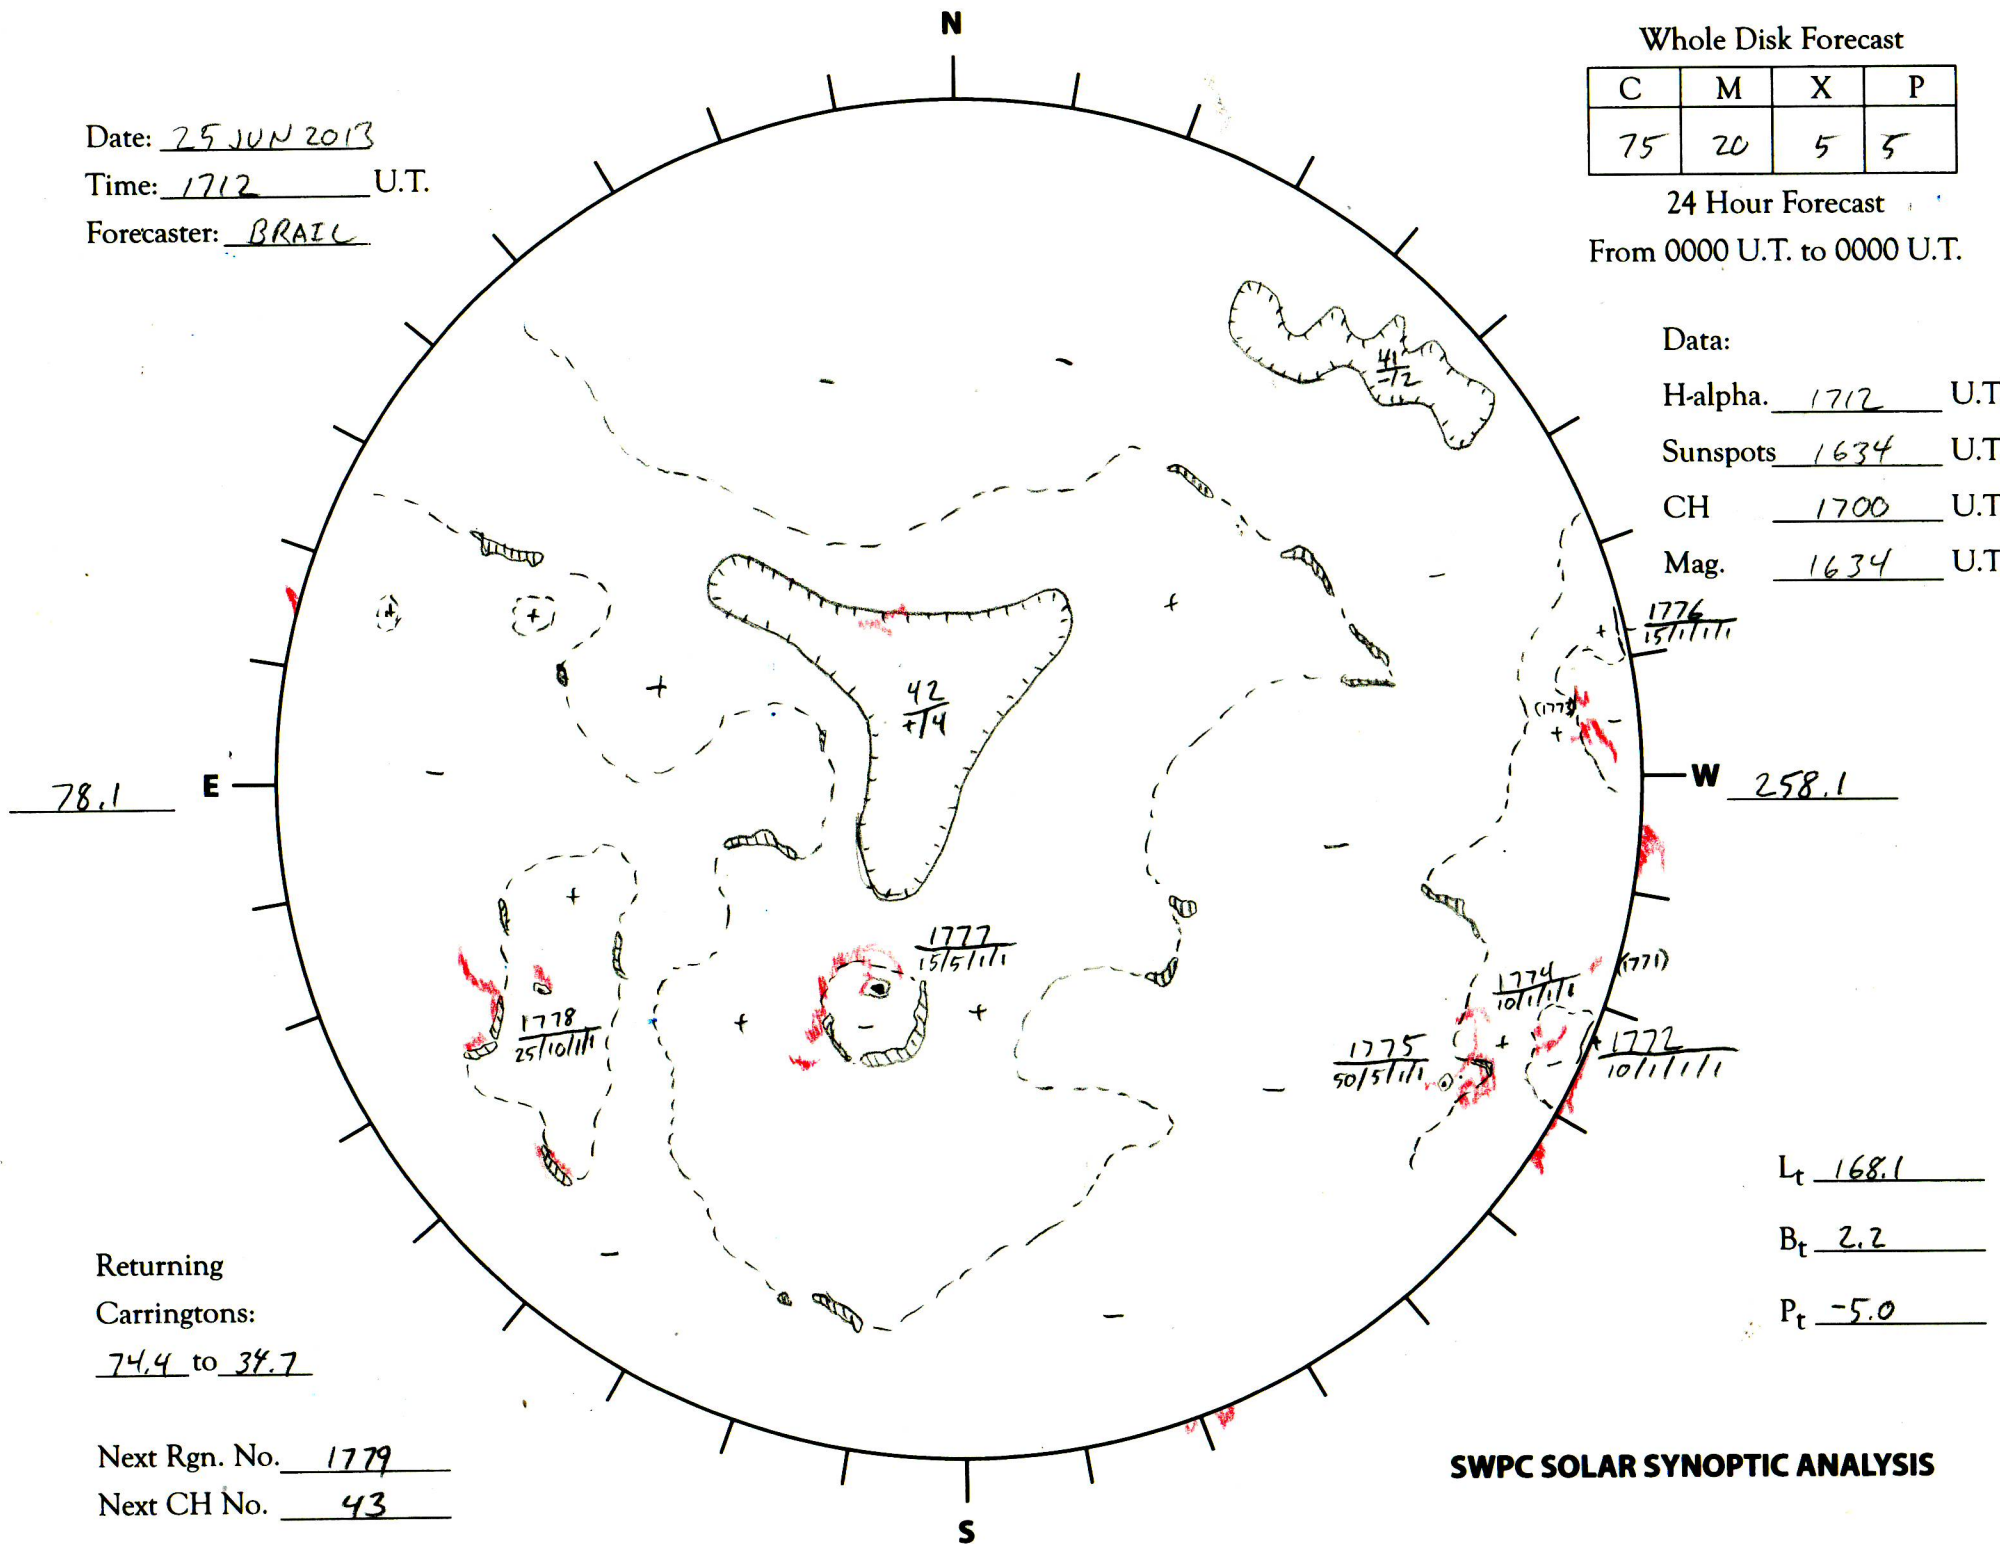 N
Whole Disk Forecast
C M X P
75 20 5 5
24 Hour Forecast
From 0000 U.T. to 0000 U.T.
Date: 25 JUN 2013
Time: 1712 U.T.
Forecaster: BRAIL
Data:
H-alpha. 1712 U.T
Sunspots 1634 U.T
CH 1700 U.T
Mag. 1634 U.T
41
-/2
1776
15/1/1/1
42
+/4
78.1 E
W 258.1
1777
15/5/1/1
(1771)
1774
10/1/1/1
1778
25/10/1/1
1775
50/5/1/1
1772
10/1/1/1
Lt 168.1
Bt 2.2
Pt -5.0
Returning
Carringtons:
74.4 to 34.7
Next Rgn. No. 1779
Next CH No. 43
SWPC SOLAR SYNOPTIC ANALYSIS
S